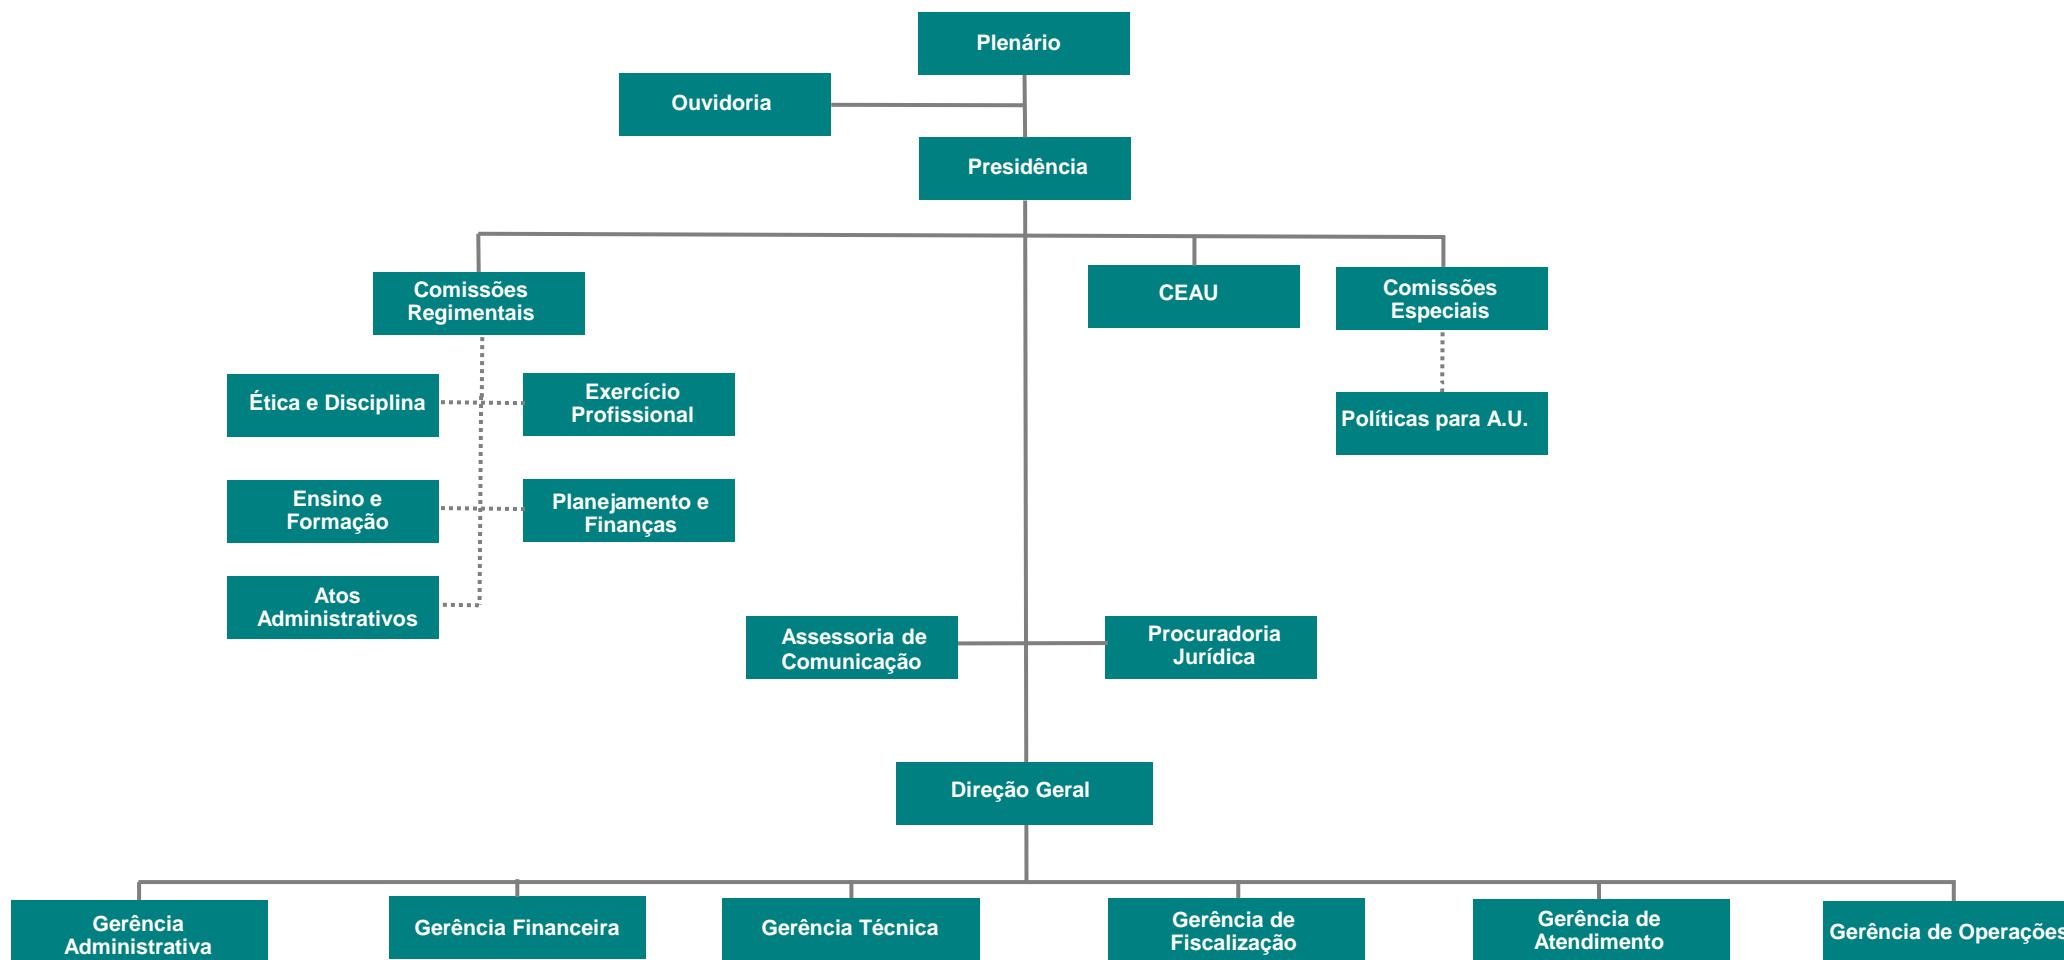 Plenário
Ouvidoria
Presidência
Comissões
Regimentais
CEAU
Comissões
Especiais
Ética e Disciplina
Exercício
Profissional
Políticas para A.U.
Ensino e
Formação
Planejamento e
Finanças
Atos
Administrativos
Assessoria de
Comunicação
Procuradoria
Jurídica
Direção Geral
Gerência
Administrativa
Gerência Financeira
Gerência Técnica
Gerência de
Fiscalização
Gerência de
Atendimento
Gerência de Operações